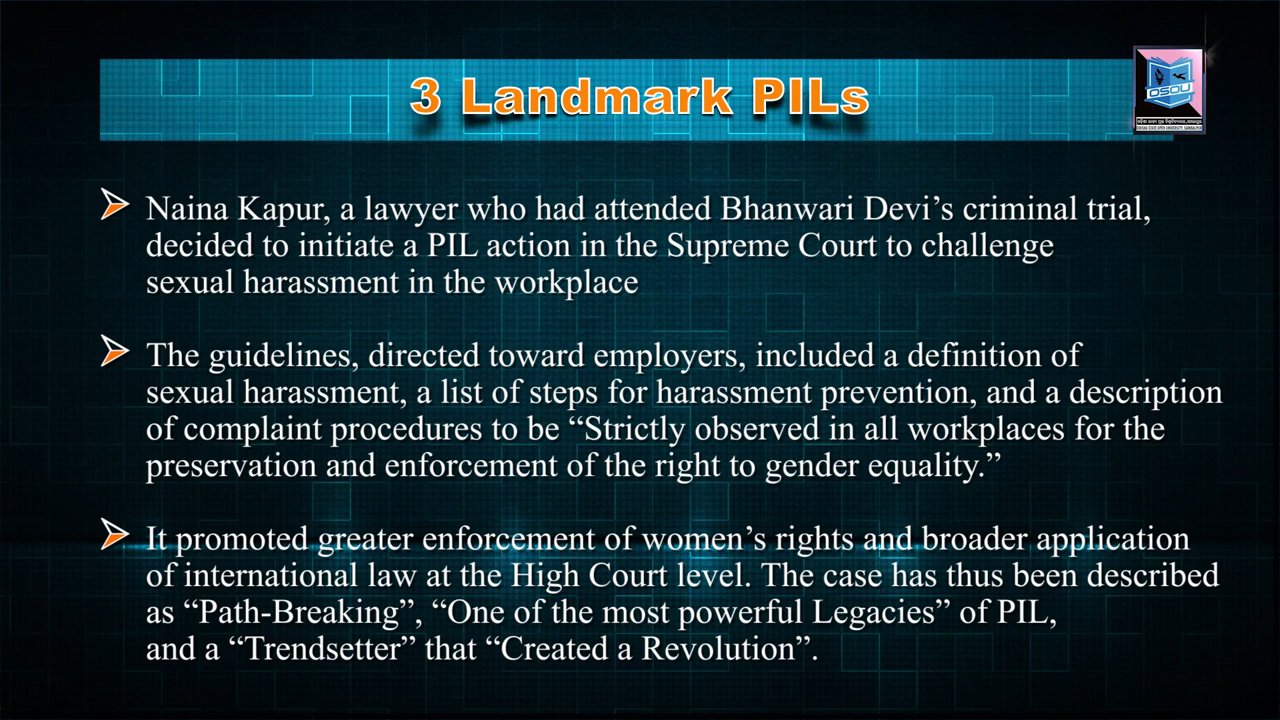 3 Landmark PILs
OSOU
Naina Kapur, a lawyer who had attended Bhanwari Devi’s criminal trial,
decided to initiate a PIL action in the Supreme Court to challenge
sexual harassment in the workplace
The guidelines, directed toward employers, included a definition of
sexual harassment, a list of steps for harassment prevention, and a description
of complaint procedures to be “Strictly observed in all workplaces for the
preservation and enforcement of the right to gender equality.”
It promoted greater enforcement of women’s rights and broader application
of international law at the High Court level. The case has thus been described
as “Path-Breaking”, “One of the most powerful Legacies” of PIL,
and a “Trendsetter” that “Created a Revolution”.